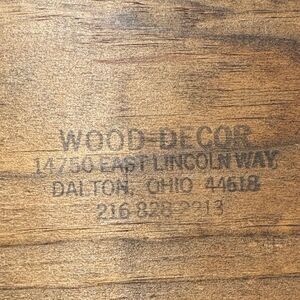 WOOD-DECOR
14750 EAST LINCOLN WAY
DALTON, OHIO 44618
216-828-2213